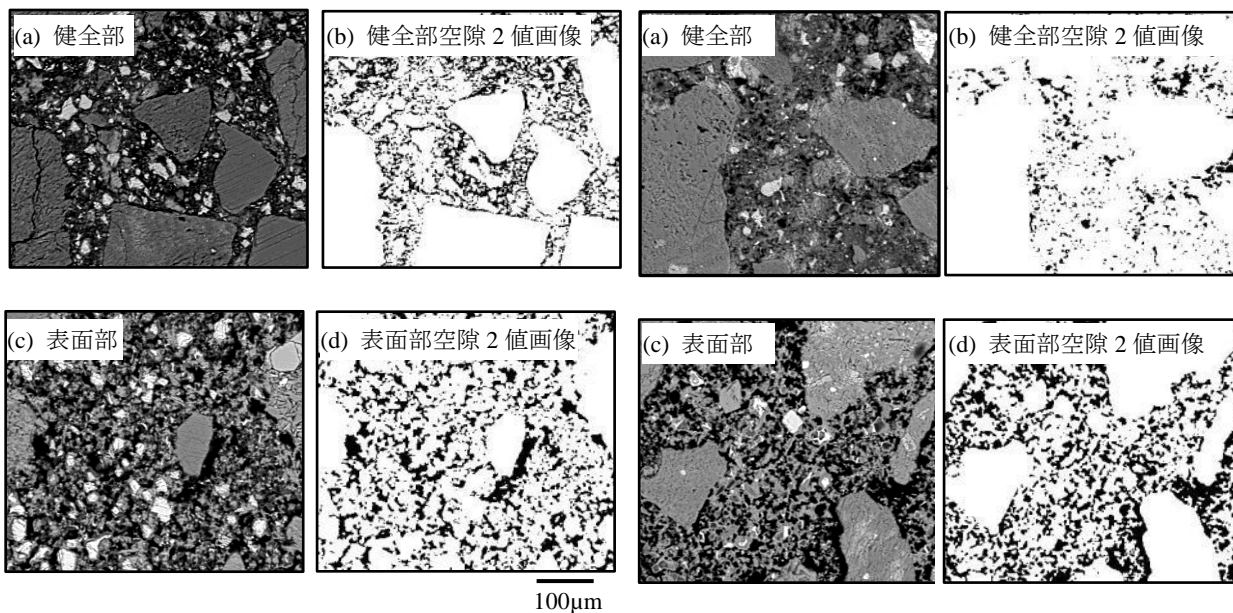 (a) 健全部
(b) 健全部空隙 2 値画像
(a) 健全部
(b) 健全部空隙 2 値画像
(c) 表面部
(d) 表面部空隙 2 値画像
(c) 表面部
(d) 表面部空隙 2 値画像
100μm